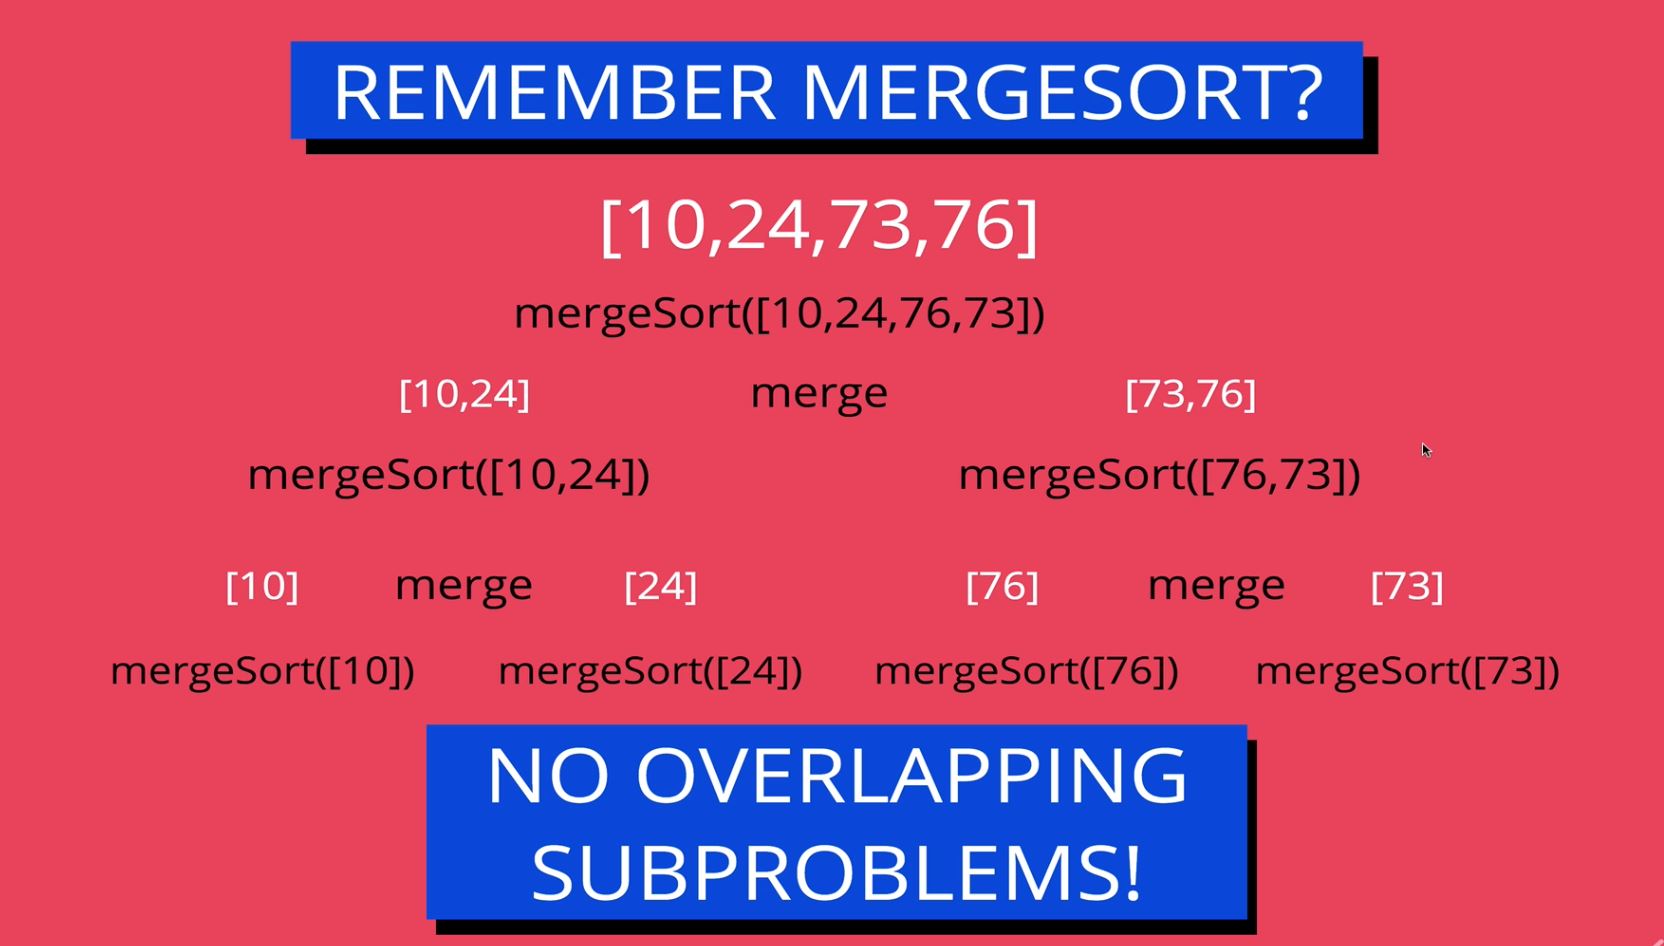 REMEMBER MERGESORT?
[10,24,73,76]
mergeSort([10,24,76,73])
[10,24] merge [73,76]
mergeSort([10,24]) mergeSort([76,73])
[10] merge [24] [76] merge [73]
mergeSort([10]) mergeSort([24]) mergeSort([76]) mergeSort([73])
NO OVERLAPPING
SUBPROBLEMS!